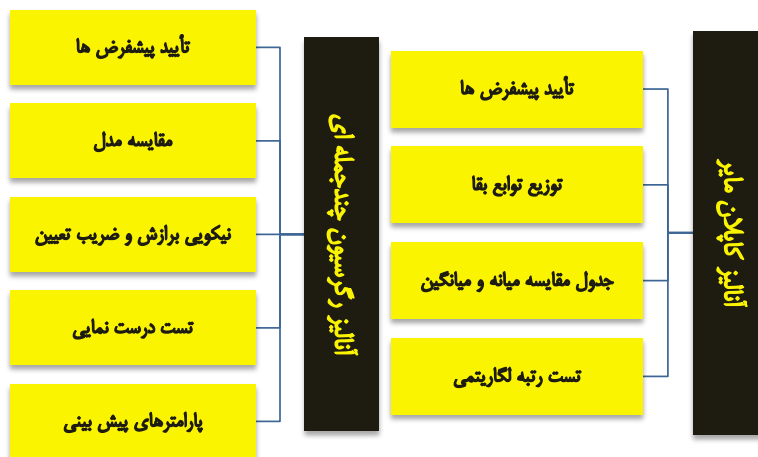 آنالیز کاپلان مایر
تأیید پیشفرض ها
توزیع توابع بقا
جدول مقایسه میانه و میانگین
تست رتبه لگاریتمی
آنالیز رگرسیون چندجمله ای
تأیید پیشفرض ها
مقایسه مدل
نیکویی برازش و ضریب تعیین
تست درست نمایی
پارامترهای پیش بینی